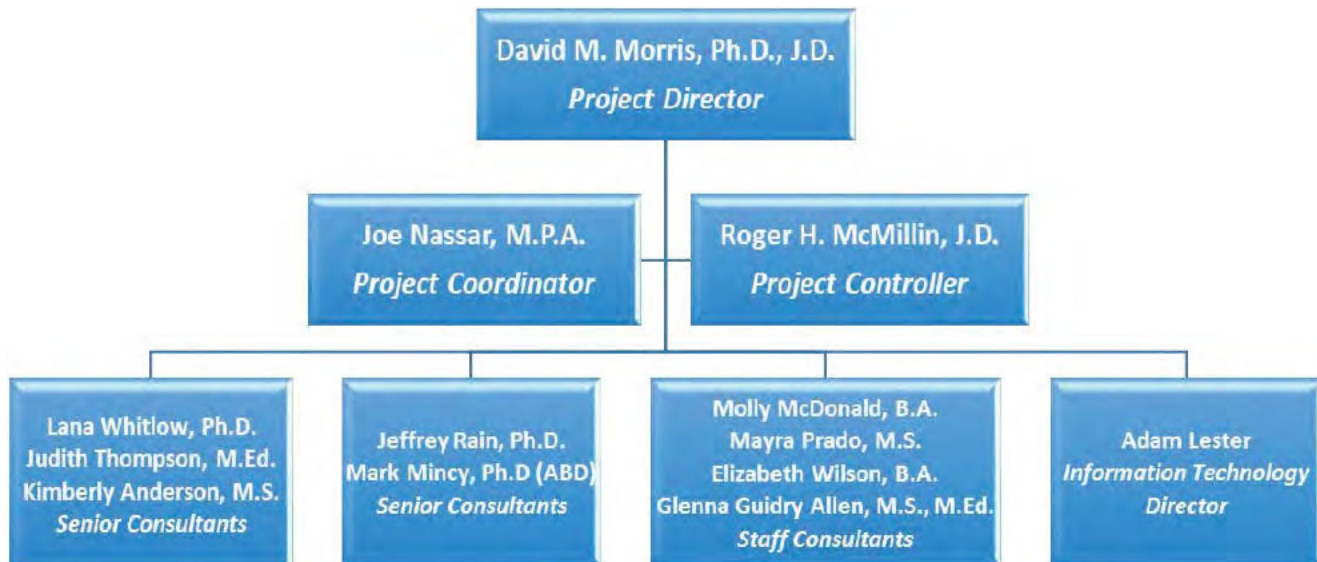 David M. Morris, Ph.D., J.D.
Project Director
Joe Nassar, M.P.A.
Project Coordinator
Roger H. McMillin, J.D.
Project Controller
Lana Whitlow, Ph.D.
Judith Thompson, M.Ed.
Kimberly Anderson, M.S.
Senior Consultants
Jeffrey Rain, Ph.D.
Mark Mincy, Ph.D (ABD)
Senior Consultants
Molly McDonald, B.A.
Mayra Prado, M.S.
Elizabeth Wilson, B.A.
Glenna Guidry Allen, M.S., M.Ed.
Staff Consultants
Adam Lester
Information Technology
Director